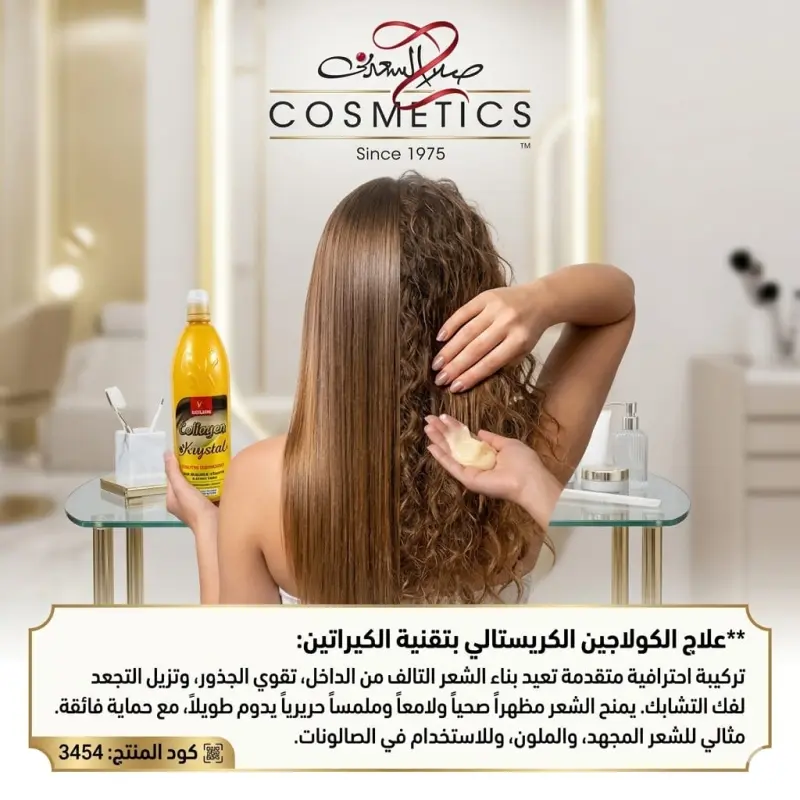 COSMETICS
TM
Since 1975
Collagen
Krystal
**علاج الكولاجين الكريستالي بتقنية الكيراتين:
تركيبة احترافية متقدمة تعيد بناء الشعر التالف من الداخل، تقوي الجذور، وتزيل التجعد
لفك التشابك. يمنح الشعر مظهراً صحياً ولامعاً وملمساً حريرياً يدوم طويلاً، مع حماية فائقة.
مثالي للشعر المجهد، والملون، وللاستخدام في الصالونات.
كود المنتج: 3454